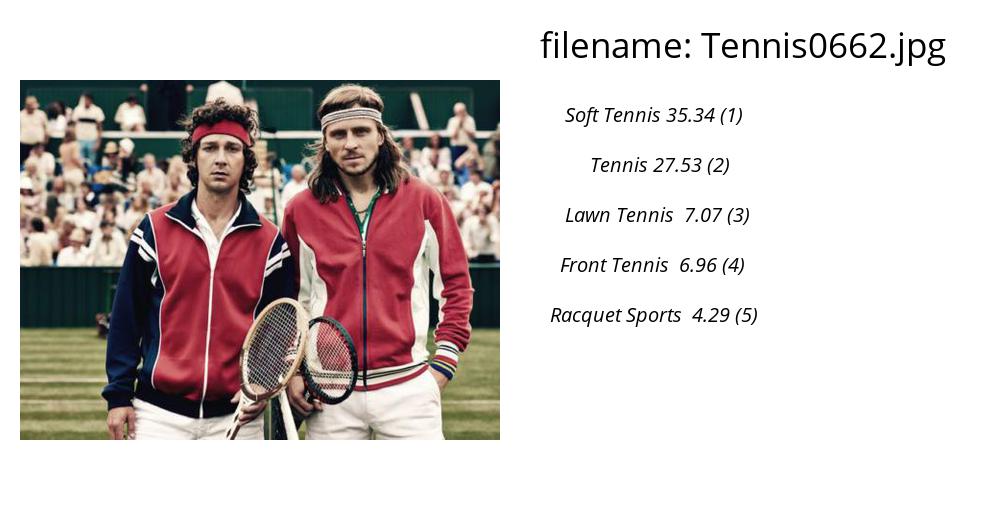 filename: Tennis0662.jpg
Soft Tennis 35.34 (1)
Tennis 27.53 (2)
Lawn Tennis 7.07 (3)
Front Tennis 6.96 (4)
Racquet Sports 4.29 (5)